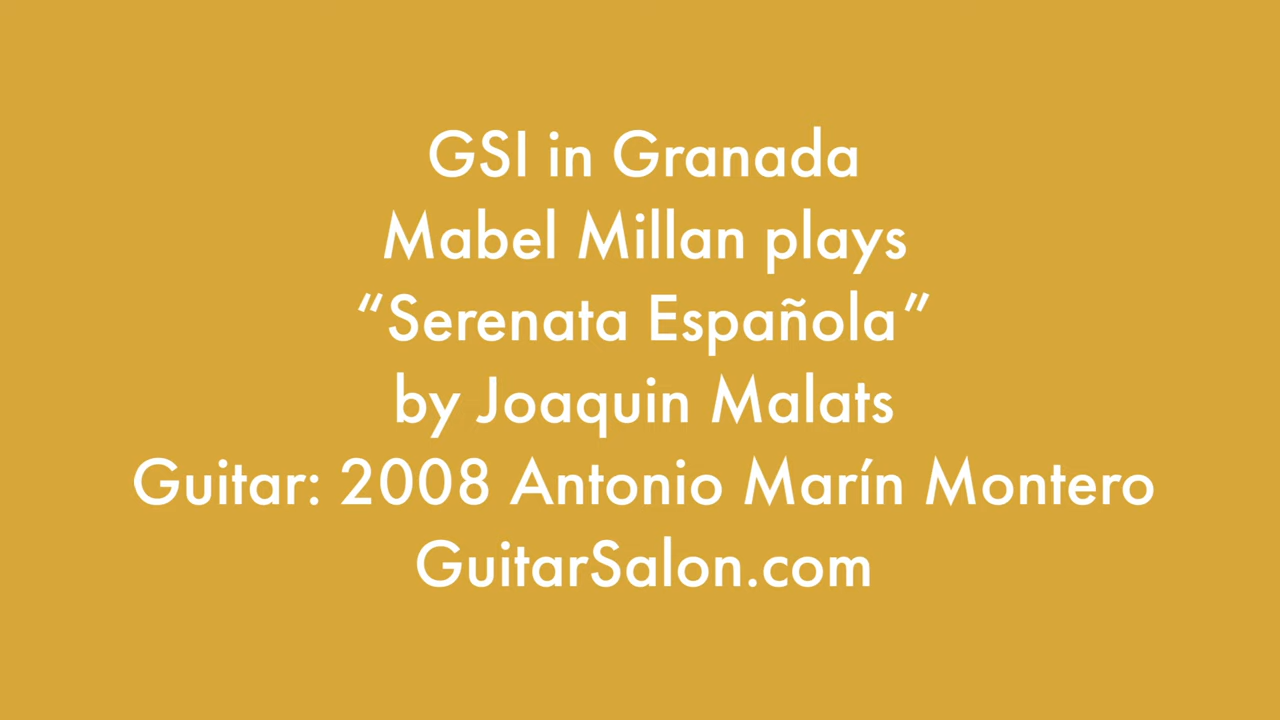 GSI in Granada
Mabel Millan plays
“Serenata Española”
by Joaquin Malats
Guitar: 2008 Antonio Marín Montero
GuitarSalon.com